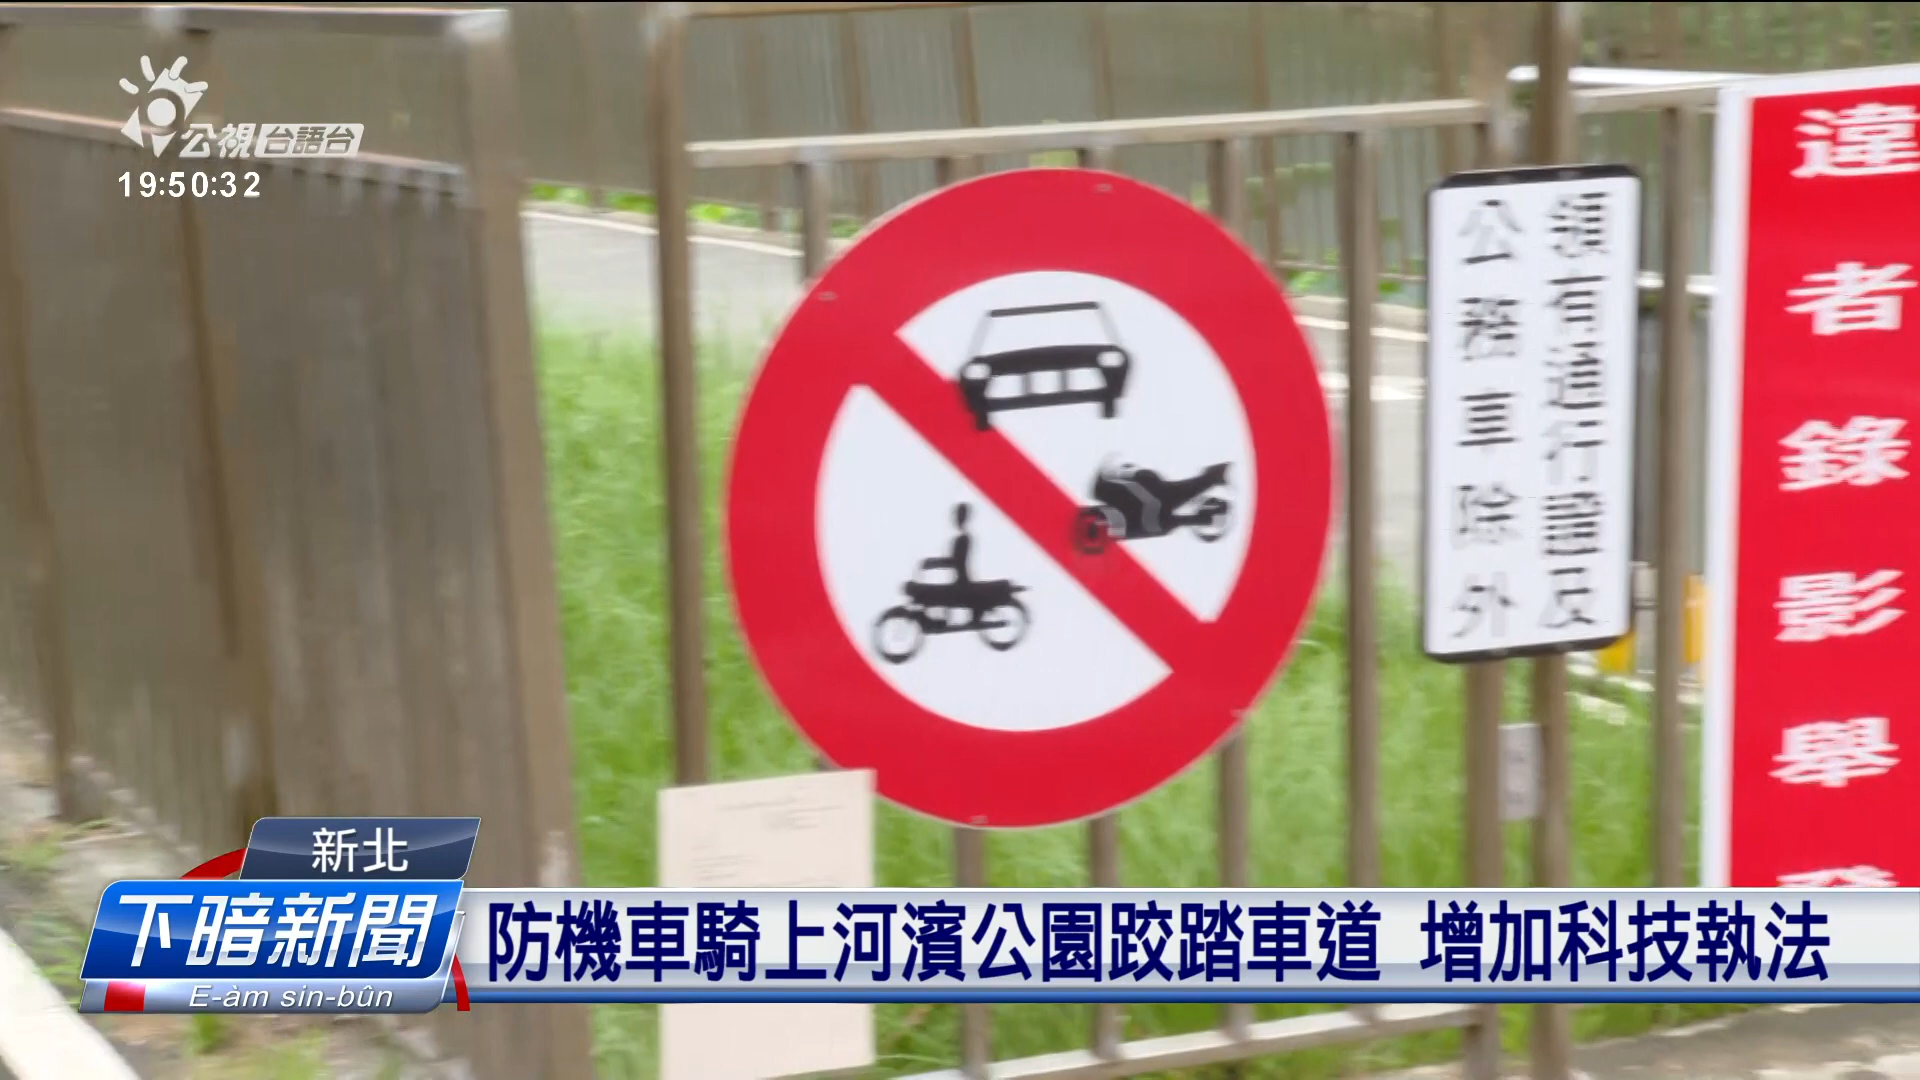 公視台語台
19:50:32
領有通行證及
公務車除外
違者錄影舉發
新北
下暗新聞
E-àm sin-bûn
防機車騎上河濱公園跤踏車道 增加科技執法